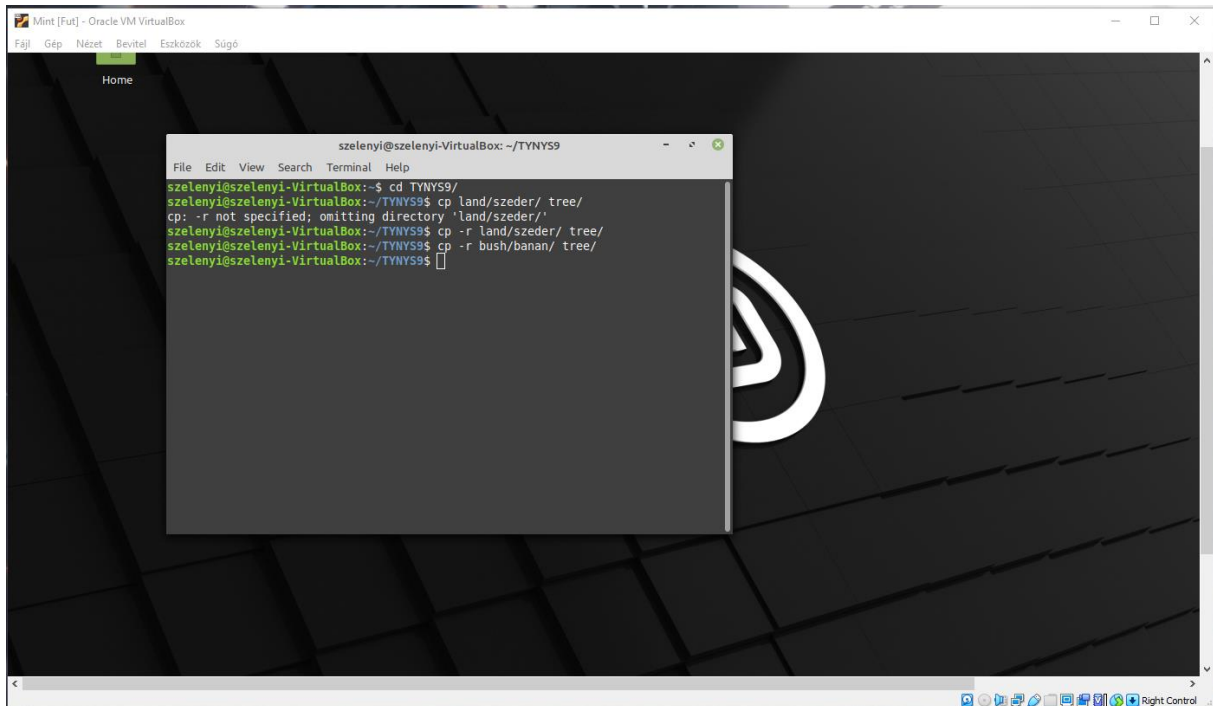 Mint [Fut] - Oracle VM VirtualBox
Fájl Gép Nézet Bevitel Eszközök Súgó
Home
szelenyi@szelenyi-VirtualBox: ~/TYNYS9
File Edit View Search Terminal Help
szelenyi@szelenyi-VirtualBox:~$ cd TYNYS9/
szelenyi@szelenyi-VirtualBox:~/TYNYS9$ cp land/szeder/ tree/
cp: -r not specified; omitting directory 'land/szeder/'
szelenyi@szelenyi-VirtualBox:~/TYNYS9$ cp -r land/szeder/ tree/
szelenyi@szelenyi-VirtualBox:~/TYNYS9$ cp -r bush/banan/ tree/
szelenyi@szelenyi-VirtualBox:~/TYNYS9$
Right Control